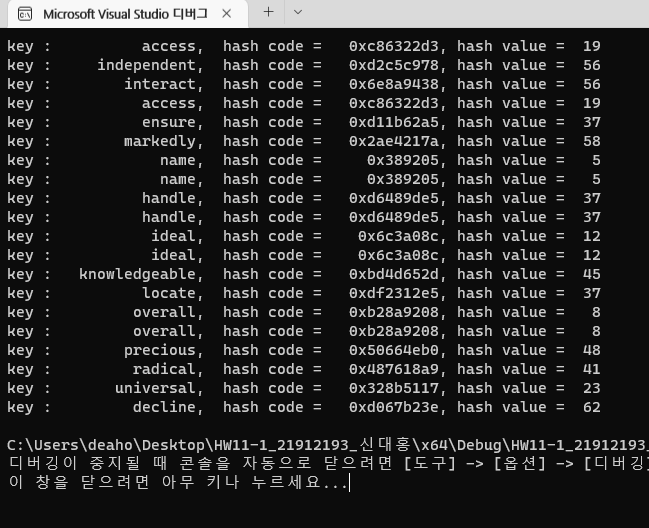 Microsoft Visual Studio 디버그
key : access, hash code = 0xc86322d3, hash value = 19
key : independent, hash code = 0xd2c5c978, hash value = 56
key : interact, hash code = 0x6e8a9438, hash value = 56
key : access, hash code = 0xc86322d3, hash value = 19
key : ensure, hash code = 0xd11b62a5, hash value = 37
key : markedly, hash code = 0x2ae4217a, hash value = 58
key : name, hash code = 0x389205, hash value = 5
key : name, hash code = 0x389205, hash value = 5
key : handle, hash code = 0xd6489de5, hash value = 37
key : handle, hash code = 0xd6489de5, hash value = 37
key : ideal, hash code = 0x6c3a08c, hash value = 12
key : ideal, hash code = 0x6c3a08c, hash value = 12
key : knowledgeable, hash code = 0xbd4d652d, hash value = 45
key : locate, hash code = 0xdf2312e5, hash value = 37
key : overall, hash code = 0xb28a9208, hash value = 8
key : overall, hash code = 0xb28a9208, hash value = 8
key : precious, hash code = 0x50664eb0, hash value = 48
key : radical, hash code = 0x487618a9, hash value = 41
key : universal, hash code = 0x328b5117, hash value = 23
key : decline, hash code = 0xd067b23e, hash value = 62
C:\Users\deaho\Desktop\HW11-1_21912193_신대홍\x64\Debug\HW11-1_21912193_
디버깅이 중지될 때 콘솔을 자동으로 닫으려면 [도구] -> [옵션] -> [디버깅]
이 창을 닫으려면 아무 키나 누르세요...